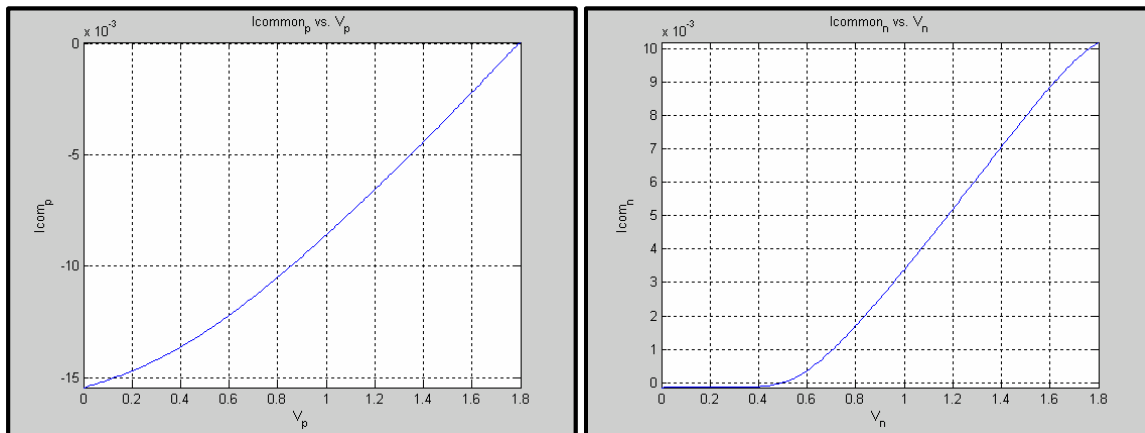 Icommon_p vs. V_p
x 10^-3
0
-5
-10
-15
Icom_p
0 0.2 0.4 0.6 0.8 1 1.2 1.4 1.6 1.8
V_p
Icommon_n vs. V_n
x 10^-3
10
9
8
7
6
5
4
3
2
1
0
Icom_n
0 0.2 0.4 0.6 0.8 1 1.2 1.4 1.6 1.8
V_n